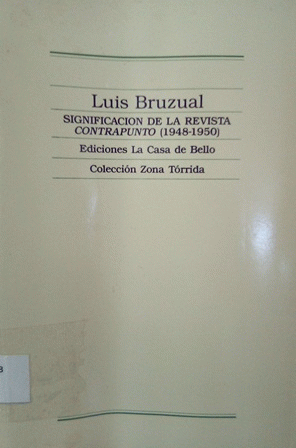 Luis Bruzual
SIGNIFICACION DE LA REVISTA
CONTRAPUNTO (1948-1950)
Ediciones La Casa de Bello
Colección Zona Tórrida